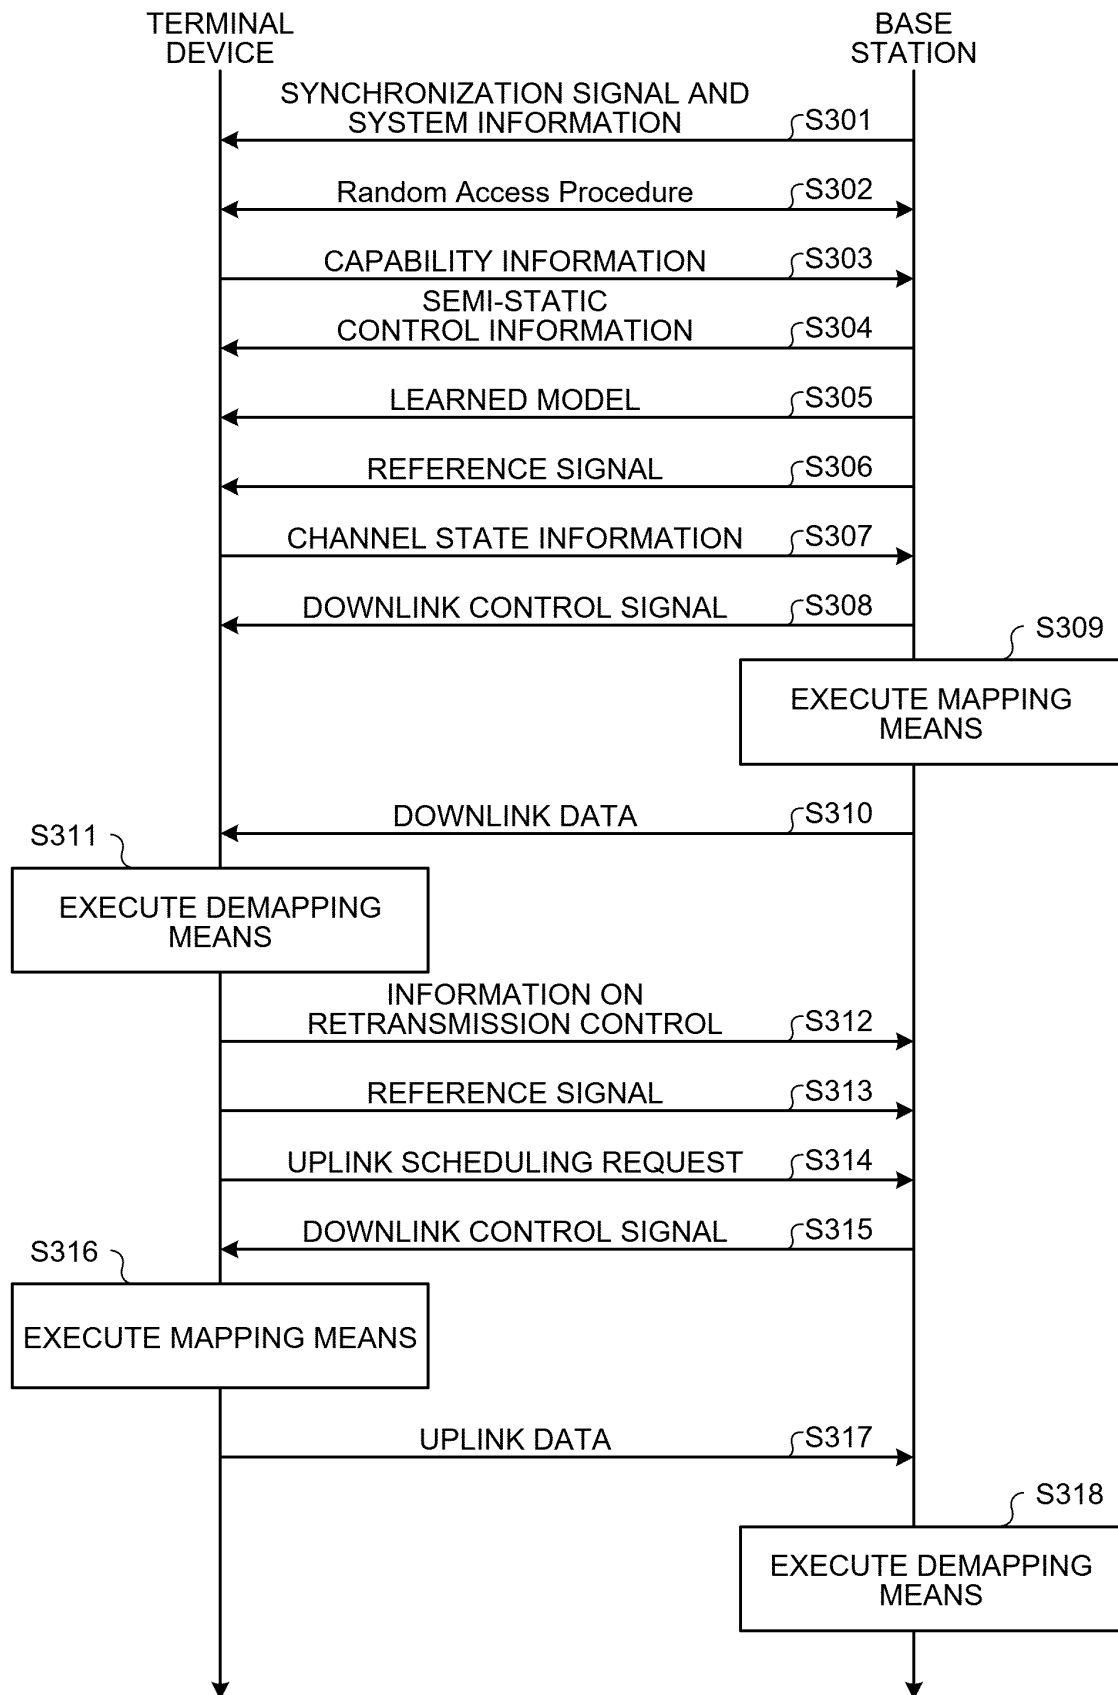 TERMINAL
DEVICE
BASE
STATION
SYNCHRONIZATION SIGNAL AND
SYSTEM INFORMATION
S301
Random Access Procedure
S302
CAPABILITY INFORMATION
S303
SEMI-STATIC
CONTROL INFORMATION
S304
LEARNED MODEL
S305
REFERENCE SIGNAL
S306
CHANNEL STATE INFORMATION
S307
DOWNLINK CONTROL SIGNAL
S308
S309
EXECUTE MAPPING
MEANS
DOWNLINK DATA
S310
S311
EXECUTE DEMAPPING
MEANS
INFORMATION ON
RETRANSMISSION CONTROL
S312
REFERENCE SIGNAL
S313
UPLINK SCHEDULING REQUEST
S314
DOWNLINK CONTROL SIGNAL
S315
S316
EXECUTE MAPPING MEANS
UPLINK DATA
S317
S318
EXECUTE DEMAPPING
MEANS